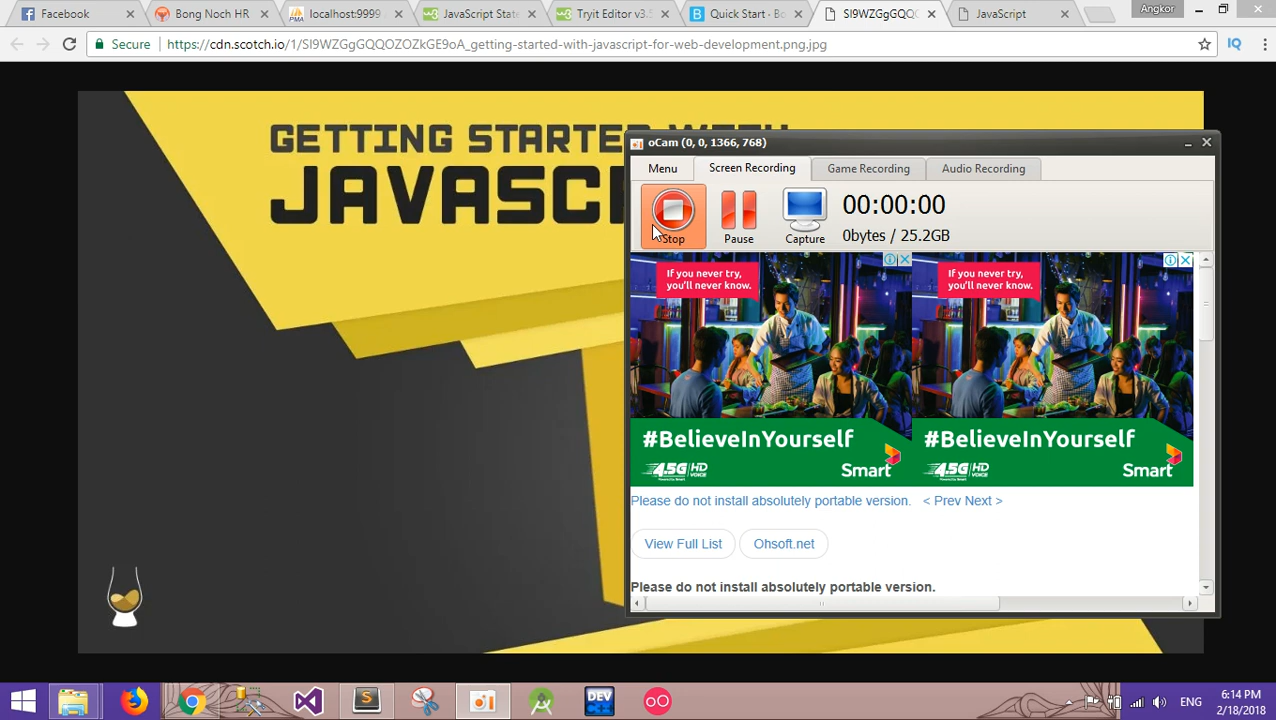 Facebook
Bong Noch HR
localhost:9999
JavaScript State
Tryit Editor v3.5
Quick Start · Bo
SI9WZGgGQQO
JavaScript
Angkor
Secure
https://cdn.scotch.io/1/SI9WZGgGQQOZOZkGE9oA_getting-started-with-javascript-for-web-development.png.jpg
GETTING STARTED WITH
JAVASC
oCam (0, 0, 1366, 768)
Menu
Screen Recording
Game Recording
Audio Recording
Stop
Pause
Capture
00:00:00
0bytes / 25.2GB
If you never try,
you'll never know.
If you never try,
you'll never know.
#BelieveInYourself
#BelieveInYourself
4.5G HD VOICE
Smart
4.5G HD VOICE
Smart
Please do not install absolutely portable version.
< Prev Next >
View Full List
Ohsoft.net
Please do not install absolutely portable version.
DEV C++
ENG
6:14 PM
2/18/2018